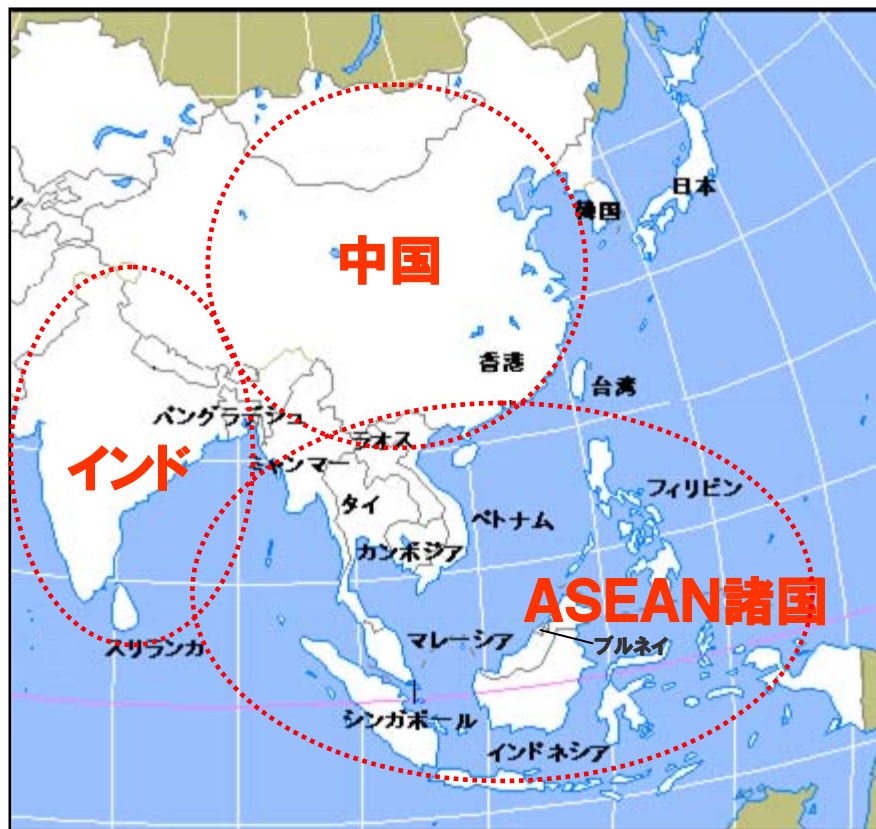 日本
韓国
中国
香港
台湾
バングラデシュ
ラオス
ミャンマー
インド
タイ
フィリピン
ベトナム
カンボジア
ASEAN諸国
マレーシア
ブルネイ
スリランカ
シンガポール
インドネシア